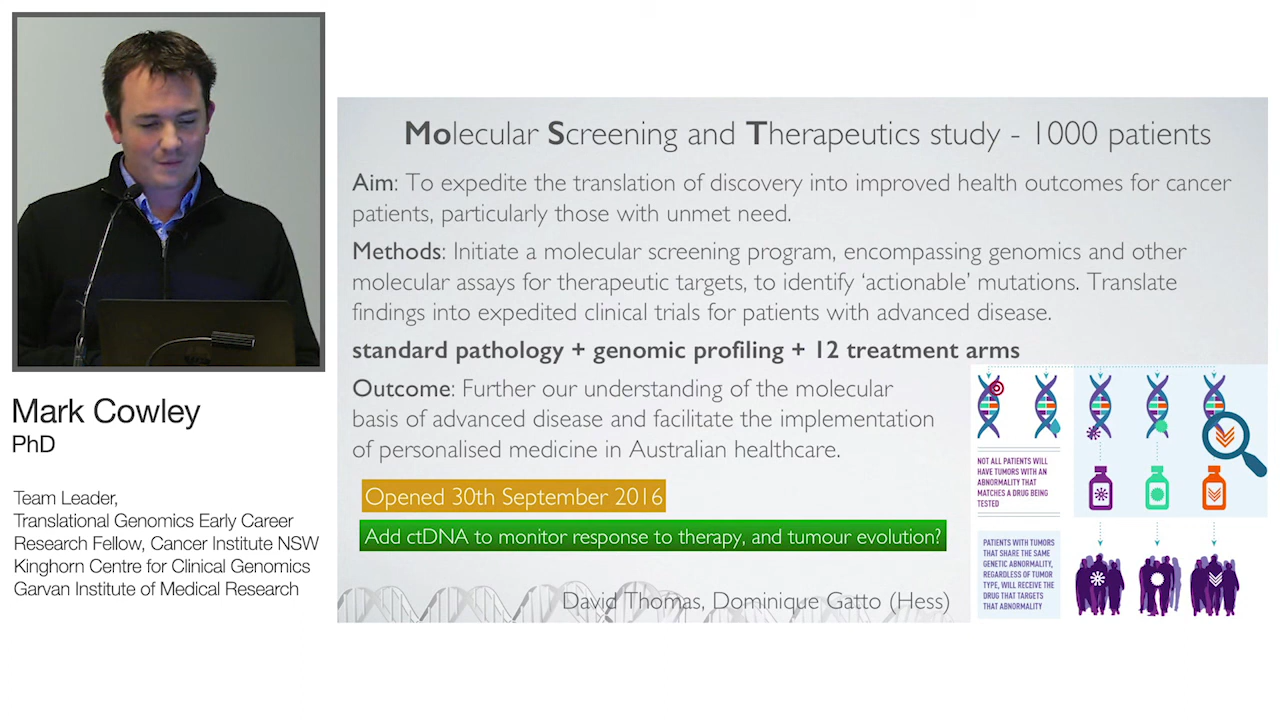 Molecular Screening and Therapeutics study - 1000 patients
Aim: To expedite the translation of discovery into improved health outcomes for cancer
patients, particularly those with unmet need.
Methods: Initiate a molecular screening program, encompassing genomics and other
molecular assays for therapeutic targets, to identify ‘actionable’ mutations. Translate
findings into expedited clinical trials for patients with advanced disease.
standard pathology + genomic profiling + 12 treatment arms
Outcome: Further our understanding of the molecular
basis of advanced disease and facilitate the implementation
of personalised medicine in Australian healthcare.
Opened 30th September 2016
Add ctDNA to monitor response to therapy, and tumour evolution?
David Thomas, Dominique Gatto (Hess)
NOT ALL PATIENTS WILL
HAVE TUMORS WITH AN
ABNORMALITY THAT
MATCHES A DRUG BEING
TESTED
PATIENTS WITH TUMORS
THAT SHARE THE SAME
GENETIC ABNORMALITY,
REGARDLESS OF TUMOR
TYPE, WILL RECEIVE THE
DRUG THAT TARGETS
THAT ABNORMALITY
Mark Cowley
PhD
Team Leader,
Translational Genomics Early Career
Research Fellow, Cancer Institute NSW
Kinghorn Centre for Clinical Genomics
Garvan Institute of Medical Research